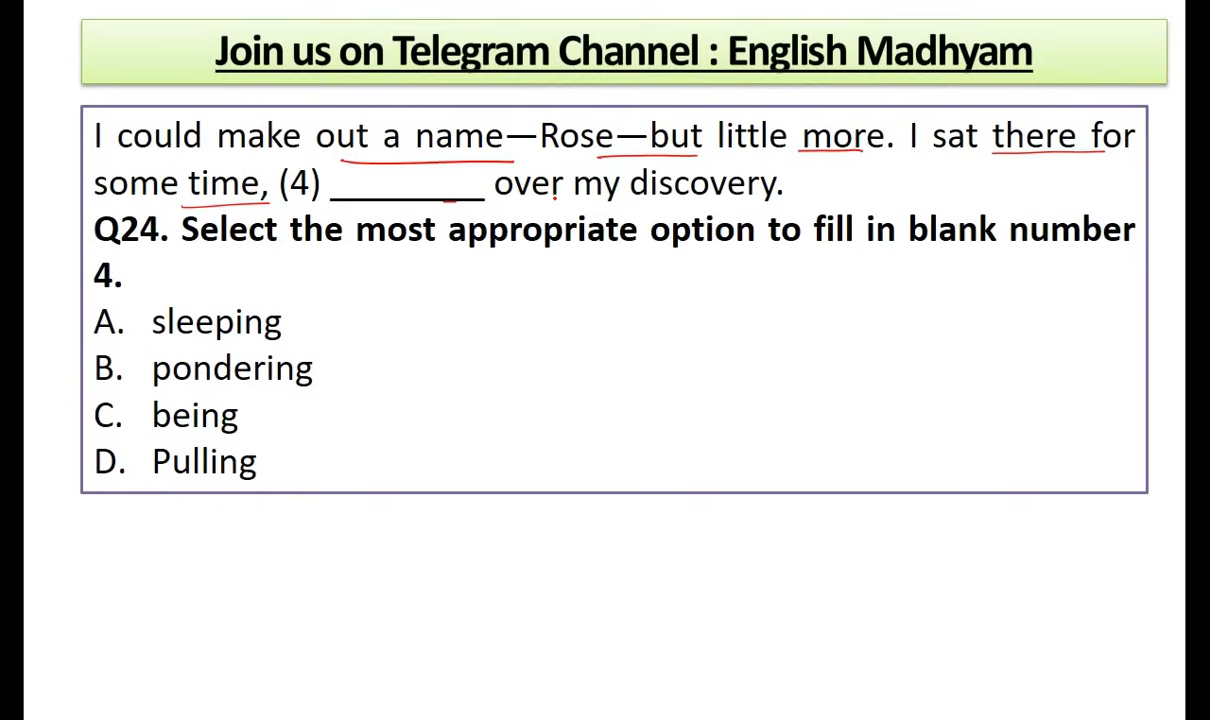 Join us on Telegram Channel : English Madhyam
I could make out a name—Rose—but little more. I sat there for
some time, (4) _________ over my discovery.
Q24. Select the most appropriate option to fill in blank number
4.
A. sleeping
B. pondering
C. being
D. Pulling